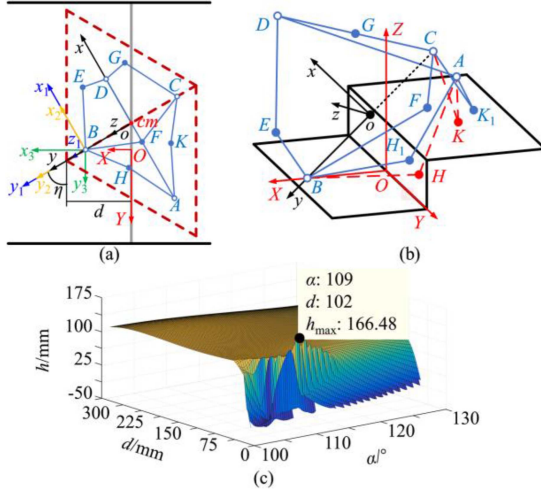 x
G
E
D
C
x₁
x₂
z
o
cm
B
z₁
F
K
x₃
X
O
y
H
y₁
y₂
η
y₃
d
A
Y
(a)
D
G
Z
C
A
x
z
o
F
K₁
K
E
H₁
B
O
H
X
y
Y
(b)
α: 109
d: 102
hmax: 166.48
175
100
25
-50
h/mm
300
225
150
75
0
d/mm
100
110
120
130
α/°
(c)